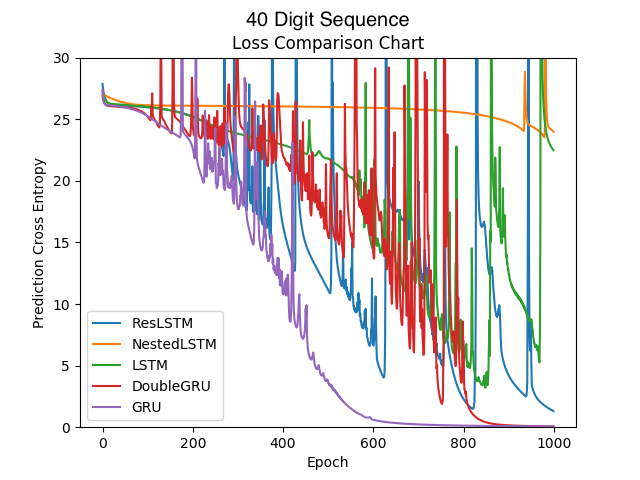 40 Digit Sequence
Loss Comparison Chart
Prediction Cross Entropy
30
25
20
15
10
5
0
ResLSTM
NestedLSTM
LSTM
DoubleGRU
GRU
0 200 400 600 800 1000
Epoch